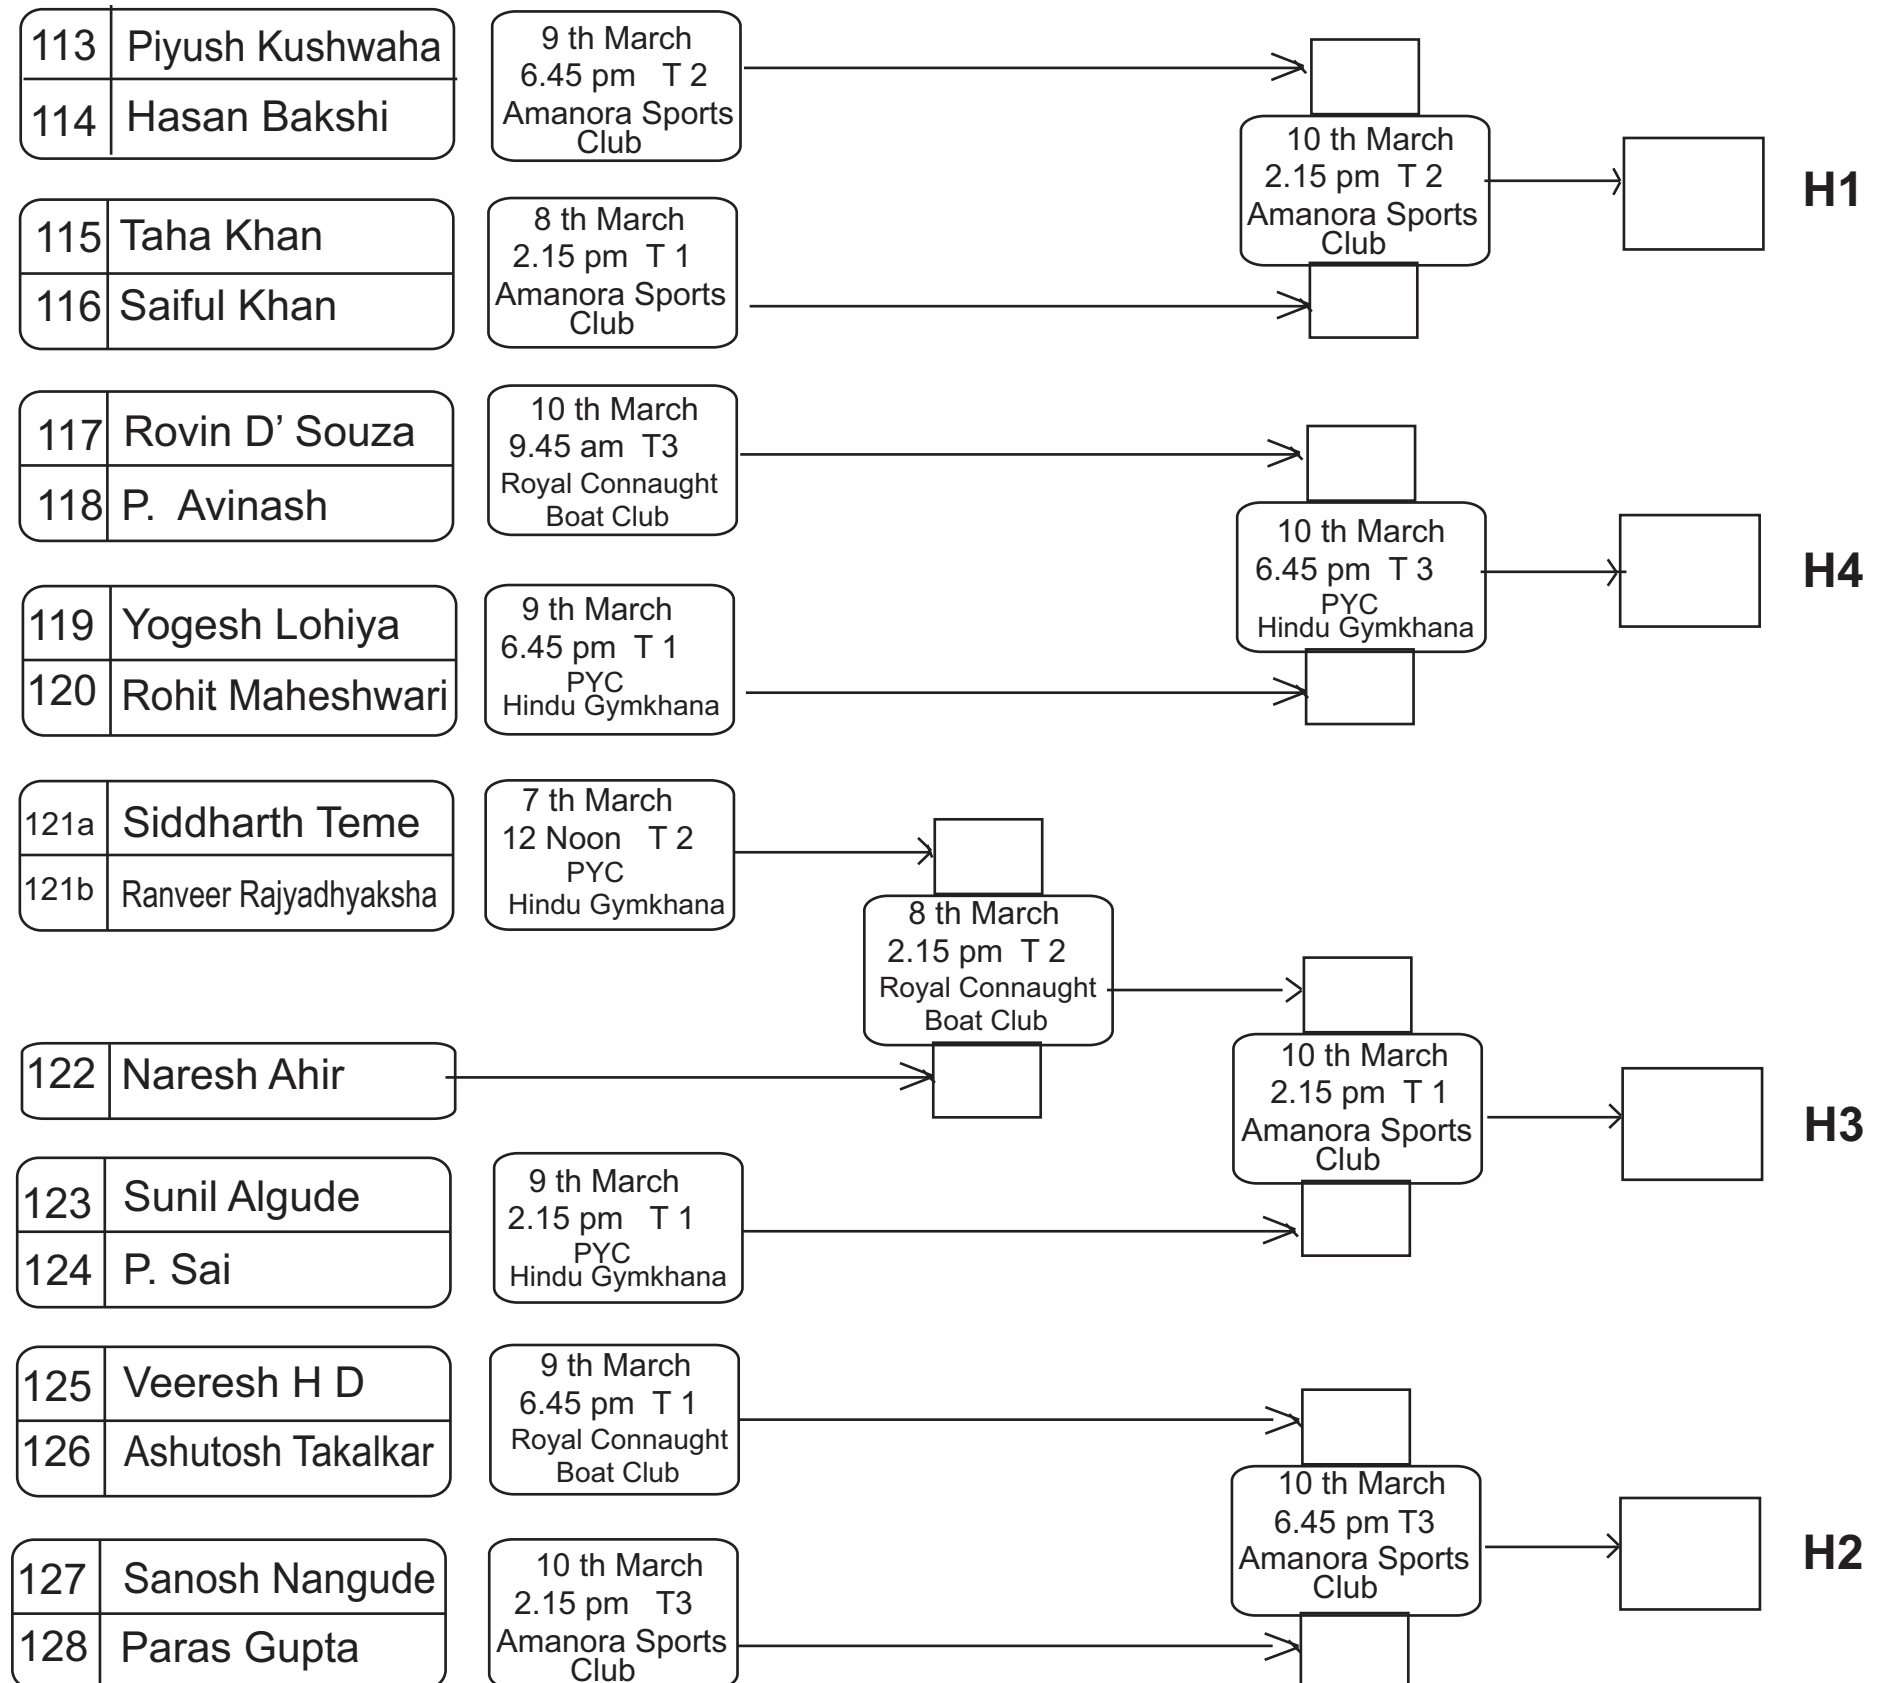 113 Piyush Kushwaha
114 Hasan Bakshi
9 th March
6.45 pm T 2
Amanora Sports
Club
10 th March
2.15 pm T 2
Amanora Sports
Club
H1
115 Taha Khan
116 Saiful Khan
8 th March
2.15 pm T 1
Amanora Sports
Club
117 Rovin D’ Souza
118 P. Avinash
10 th March
9.45 am T3
Royal Connaught
Boat Club
10 th March
6.45 pm T 3
PYC
Hindu Gymkhana
H4
119 Yogesh Lohiya
120 Rohit Maheshwari
9 th March
6.45 pm T 1
PYC
Hindu Gymkhana
121a Siddharth Teme
121b Ranveer Rajyadhyaksha
7 th March
12 Noon T 2
PYC
Hindu Gymkhana
8 th March
2.15 pm T 2
Royal Connaught
Boat Club
122 Naresh Ahir
10 th March
2.15 pm T 1
Amanora Sports
Club
H3
123 Sunil Algude
124 P. Sai
9 th March
2.15 pm T 1
PYC
Hindu Gymkhana
125 Veeresh H D
126 Ashutosh Takalkar
9 th March
6.45 pm T 1
Royal Connaught
Boat Club
10 th March
6.45 pm T3
Amanora Sports
Club
H2
127 Sanosh Nangude
128 Paras Gupta
10 th March
2.15 pm T3
Amanora Sports
Club